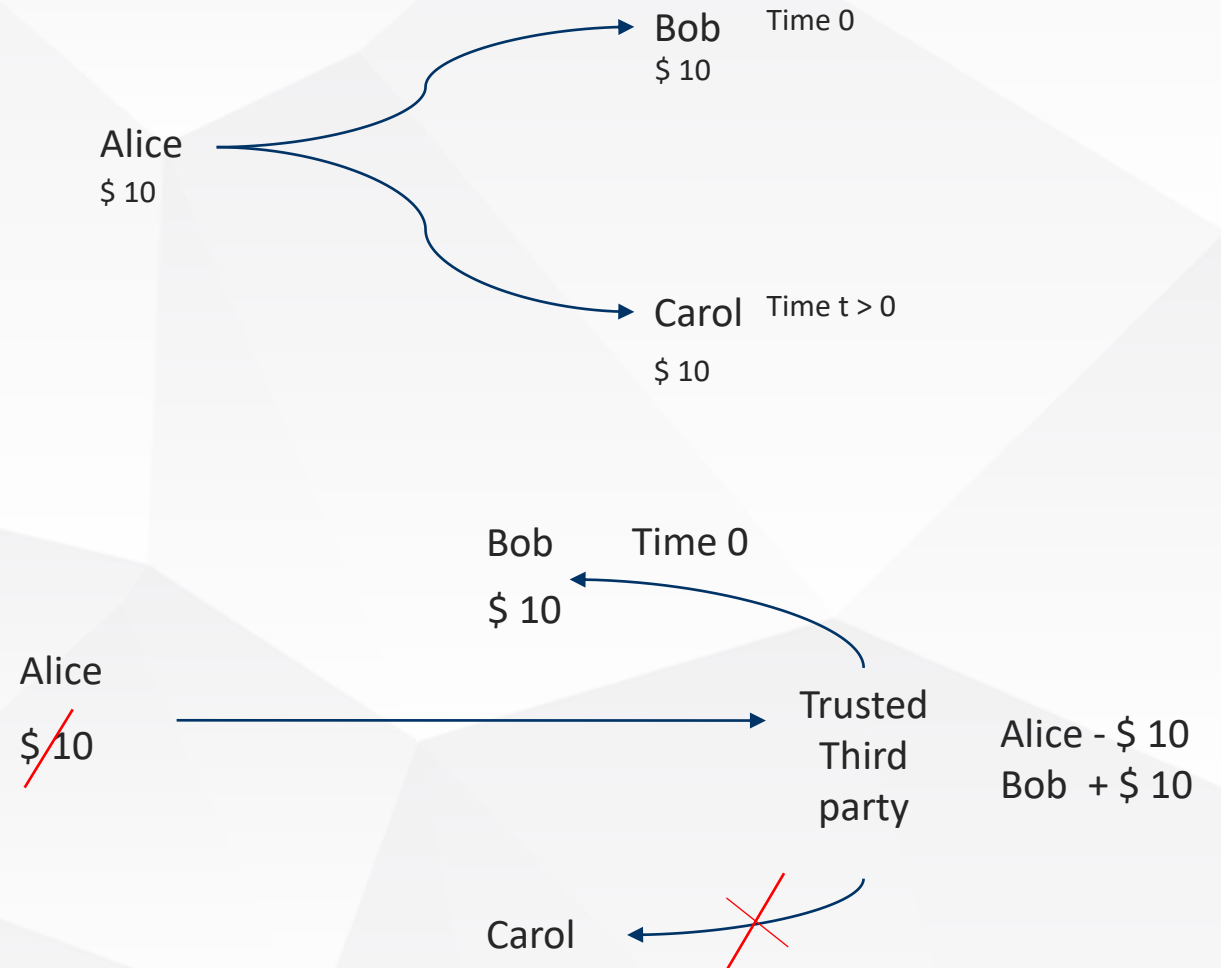 Bob Time 0
$ 10
Alice
$ 10
Carol Time t > 0
$ 10
Bob Time 0
$ 10
Alice
$ 10
Trusted
Third
party
Alice - $ 10
Bob + $ 10
Carol